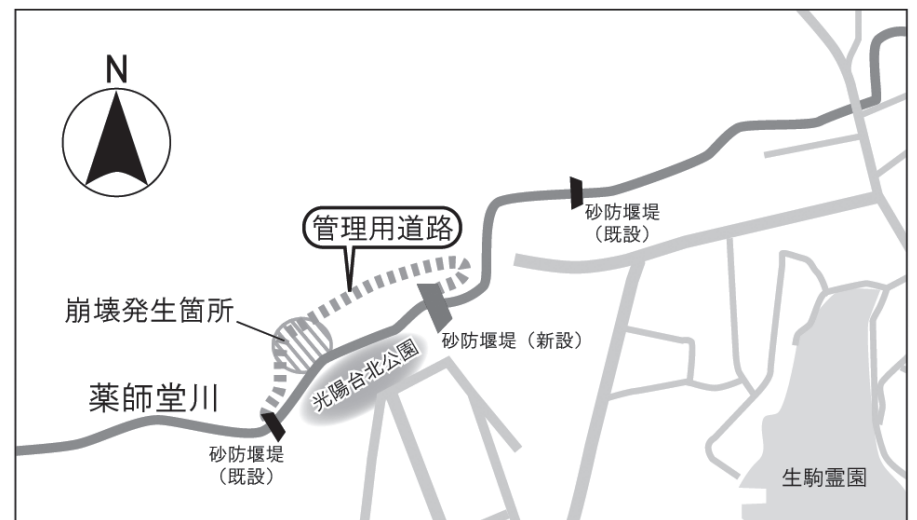 N
砂防堰堤
（既設）
管理用道路
崩壊発生箇所
砂防堰堤（新設）
光陽台北公園
薬師堂川
砂防堰堤
（既設）
生駒霊園